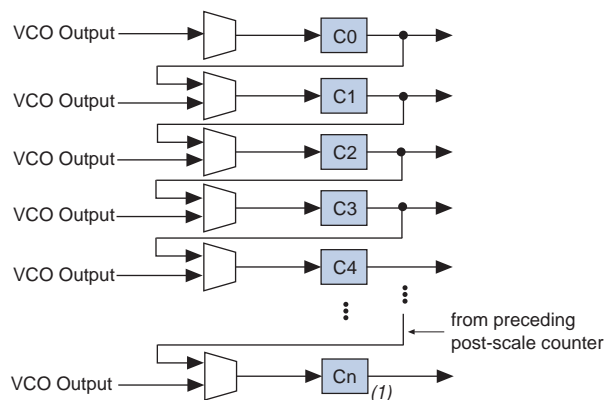 VCO Output
C0
VCO Output
C1
VCO Output
C2
VCO Output
C3
VCO Output
C4
from preceding
post-scale counter
VCO Output
Cn
(1)